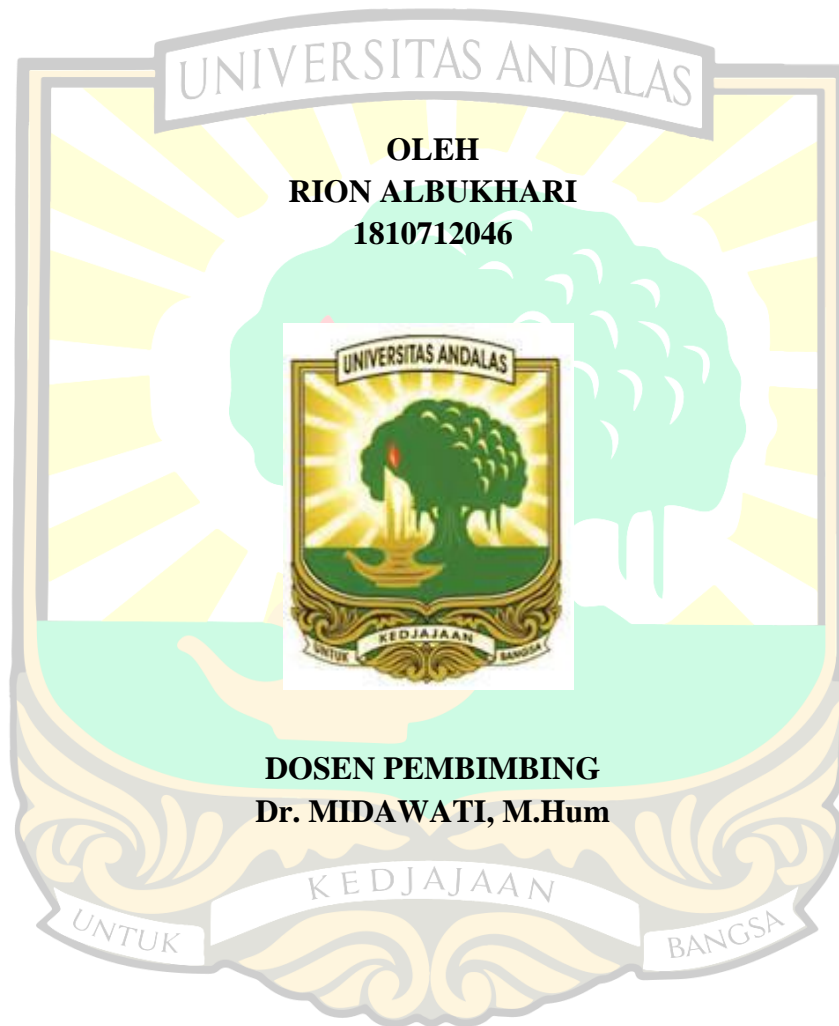 UNIVERSITAS ANDALAS
OLEH
RION ALBUKHARI
1810712046
UNIVERSITAS ANDALAS
UNTUK KEDJAJAAN BANGSA
DOSEN PEMBIMBING
Dr. MIDAWATI, M.Hum
UNTUK KEDJAJAAN BANGSA